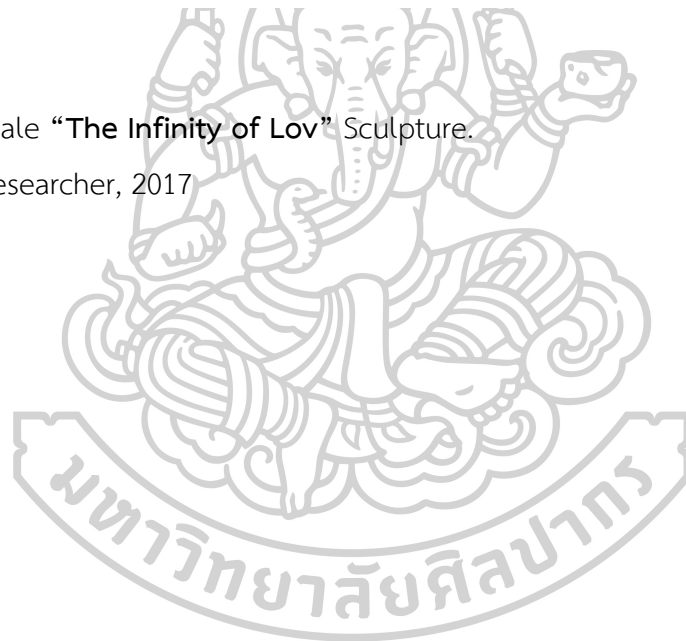 ale “The Infinity of Lov” Sculpture.
esearcher, 2017
มหาวิทยาลัยศิลปากร